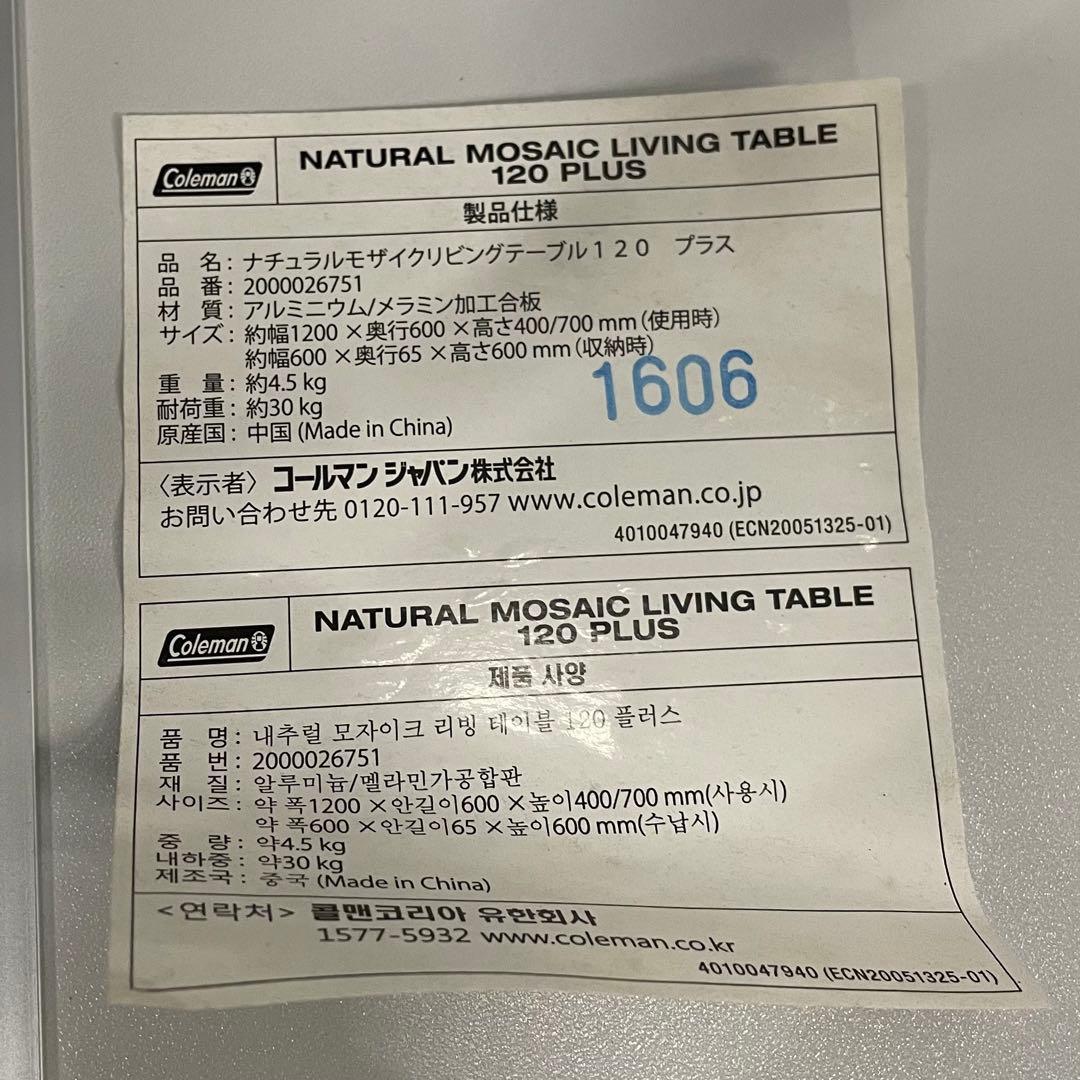 Coleman
NATURAL MOSAIC LIVING TABLE
120 PLUS
製品仕様
品 名: ナチュラルモザイクリビングテーブル120 プラス
品 番: 2000026751
材 質: アルミニウム/メラミン加工合板
サイズ: 約幅1200×奥行600×高さ400/700 mm(使用時)
約幅600×奥行65×高さ600 mm(収納時)
1606
重 量: 約4.5 kg
耐荷重: 約30 kg
原産国: 中国 (Made in China)
〈表示者〉 コールマン ジャパン株式会社
お問い合わせ先 0120-111-957 www.coleman.co.jp
4010047940 (ECN20051325-01)
Coleman
NATURAL MOSAIC LIVING TABLE
120 PLUS
제품 사양
품 명: 내추럴 모자이크 리빙 테이블 120 플러스
품 번: 2000026751
재 질: 알루미늄/멜라민가공합판
사이즈: 약 폭1200×안길이600×높이400/700 mm(사용시)
약 폭600×안길이65×높이600 mm(수납시)
중 량: 약4.5 kg
내하중: 약30 kg
제조국: 중국 (Made in China)
<연락처> 콜맨코리아 유한회사
1577-5932 www.coleman.co.kr
4010047940 (ECN20051325-01)